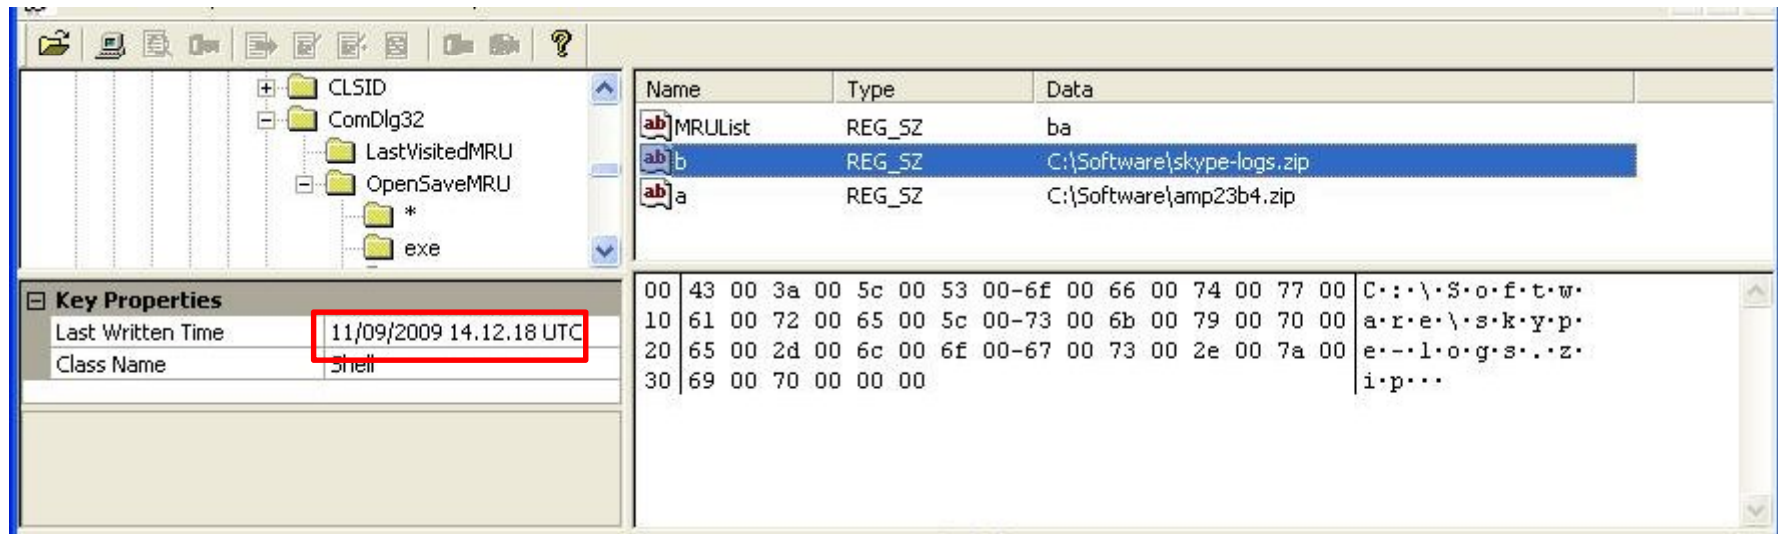 CLSID
ComDlg32
LastVisitedMRU
OpenSaveMRU
*
exe
Name Type Data
MRUList REG_SZ ba
b REG_SZ C:\Software\skype-logs.zip
a REG_SZ C:\Software\amp23b4.zip
Key Properties
Last Written Time 11/09/2009 14.12.18 UTC
Class Name Shell
00 43 00 3a 00 5c 00 53 00-6f 00 66 00 74 00 77 00 C·:·\·S·o·f·t·w·
10 61 00 72 00 65 00 5c 00-73 00 6b 00 79 00 70 00 a·r·e·\·s·k·y·p·
20 65 00 2d 00 6c 00 6f 00-67 00 73 00 2e 00 7a 00 e·-·l·o·g·s·.·z·
30 69 00 70 00 00 00 i·p···